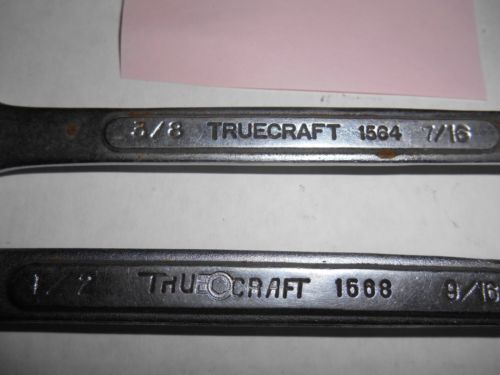 3/8 TRUECRAFT 1564 7/16
1/2 TRUECRAFT 1568 9/16